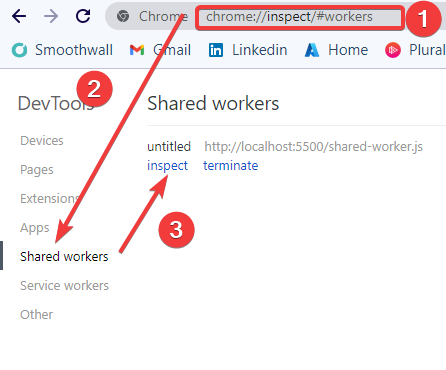 Chrome chrome://inspect/#workers 1
Smoothwall Gmail Linkedin Home Plural
2
DevTools Shared workers
Devices untitled http://localhost:5500/shared-worker.js
Pages inspect terminate
Extensions
Apps 3
Shared workers
Service workers
Other